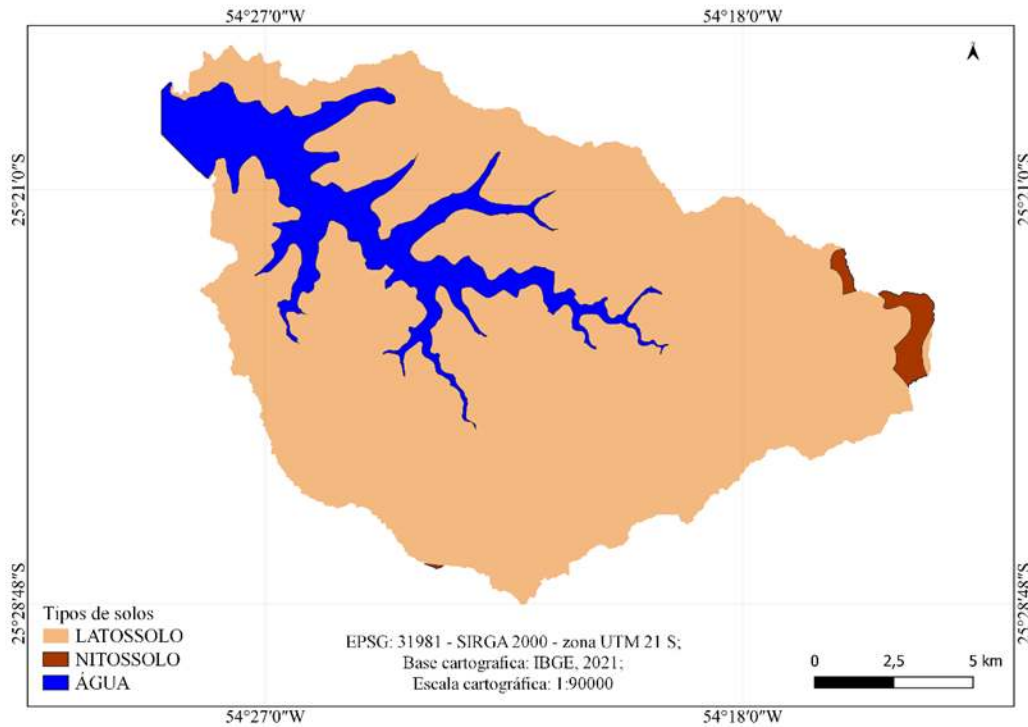 54°27'0"W 54°18'0"W
25°21'0"S 25°21'0"S
25°28'48"S 25°28'48"S
Tipos de solos
LATOSSOLO
NITOSSOLO
ÁGUA
EPSG: 31981 - SIRGA 2000 - zona UTM 21 S;
Base cartografica: IBGE, 2021;
Escala cartográfica: 1:90000
0 2,5 5 km
54°27'0"W 54°18'0"W